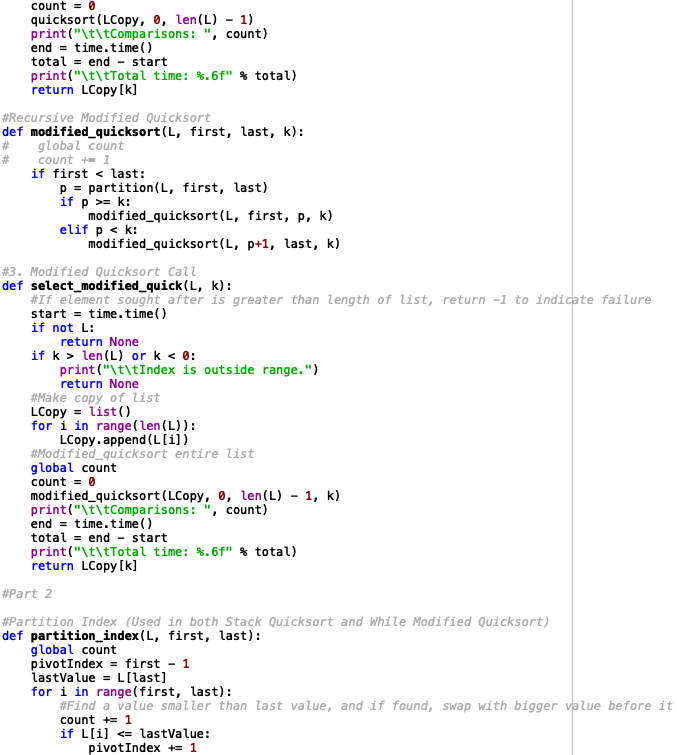 count = 0
    quicksort(LCopy, 0, len(L) - 1)
    print("\t\tComparisons: ", count)
    end = time.time()
    total = end - start
    print("\t\tTotal time: %.6f" % total)
    return LCopy[k]

#Recursive Modified Quicksort
def modified_quicksort(L, first, last, k):
#    global count
#    count += 1
    if first < last:
        p = partition(L, first, last)
        if p >= k:
            modified_quicksort(L, first, p, k)
        elif p < k:
            modified_quicksort(L, p+1, last, k)

#3. Modified Quicksort Call
def select_modified_quick(L, k):
    #If element sought after is greater than length of list, return -1 to indicate failure
    start = time.time()
    if not L:
        return None
    if k > len(L) or k < 0:
        print("\t\tIndex is outside range.")
        return None
    #Make copy of list
    LCopy = list()
    for i in range(len(L)):
        LCopy.append(L[i])
    #Modified_quicksort entire list
    global count
    count = 0
    modified_quicksort(LCopy, 0, len(L) - 1, k)
    print("\t\tComparisons: ", count)
    end = time.time()
    total = end - start
    print("\t\tTotal time: %.6f" % total)
    return LCopy[k]

#Part 2

#Partition Index (Used in both Stack Quicksort and While Modified Quicksort)
def partition_index(L, first, last):
    global count
    pivotIndex = first - 1
    lastValue = L[last]
    for i in range(first, last):
        #Find a value smaller than last value, and if found, swap with bigger value before it
        count += 1
        if L[i] <= lastValue:
            pivotIndex += 1